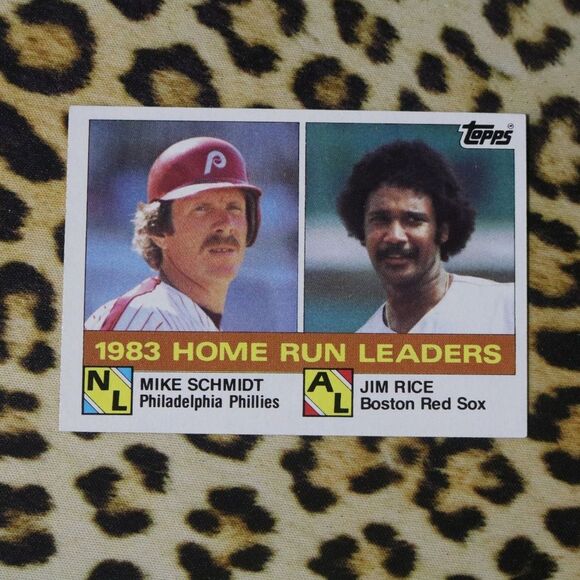 Topps
P
1983 HOME RUN LEADERS
NL
MIKE SCHMIDT
Philadelphia Phillies
AL
JIM RICE
Boston Red Sox